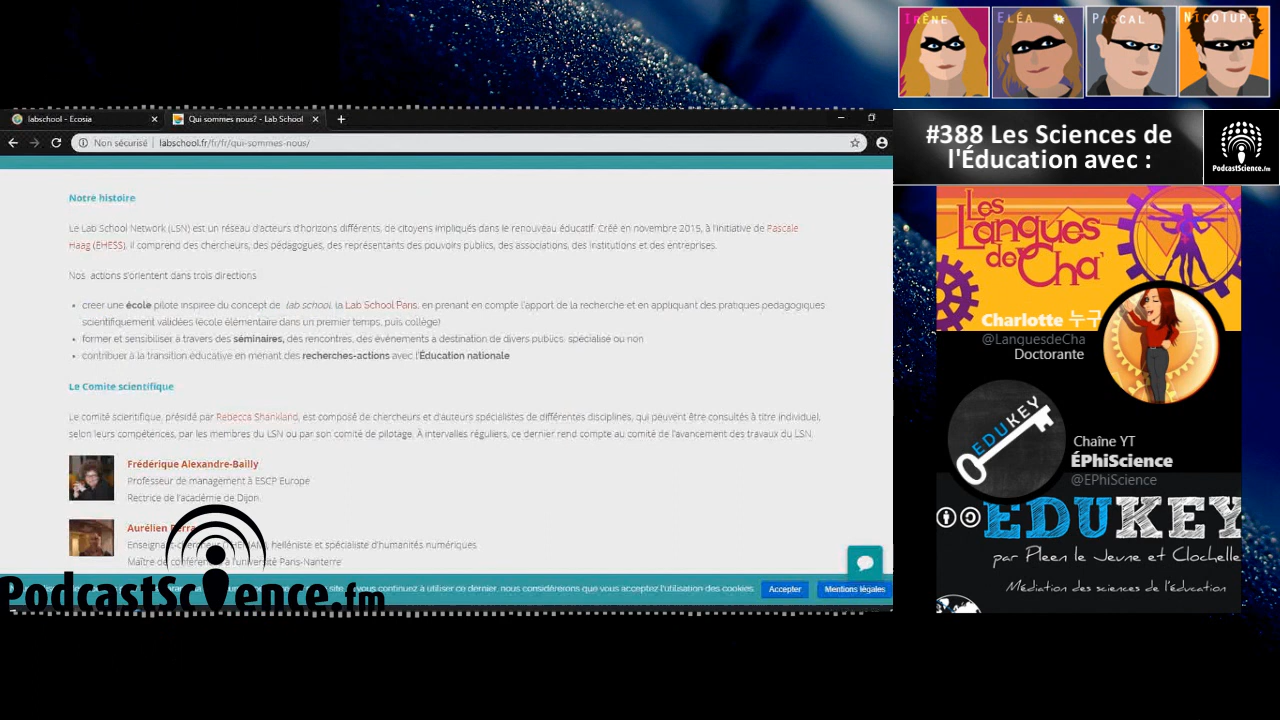 labschool - Ecosia
Qui sommes nous? - Lab School
Non sécurisé | labschool.fr/fr/fr/qui-sommes-nous/
Notre histoire
Le Lab School Network (LSN) est un réseau d'acteurs d'horizons différents, de citoyens impliqués dans le renouveau éducatif. Créé en novembre 2015, à l'initiative de Pascale
Haag (EHESS), il comprend des chercheurs, des pédagogues, des représentants des pouvoirs publics, des associations, des institutions et des entreprises.
Nos actions s'orientent dans trois directions
créer une école pilote inspirée du concept de lab school, la Lab School Paris, en prenant en compte l'apport de la recherche et en appliquant des pratiques pédagogiques
scientifiquement validées (école élémentaire dans un premier temps, puis collège)
former et sensibiliser à travers des séminaires, des rencontres, des évènements à destination de divers publics, spécialisé ou non
contribuer à la transition éducative en menant des recherches-actions avec l'Éducation nationale
Le Comité scientifique
Le comité scientifique, présidé par Rebecca Shankland, est composé de chercheurs et d'auteurs spécialistes de différentes disciplines, qui peuvent être consultés à titre individuel,
selon leurs compétences, par les membres du LSN ou par son comité de pilotage. À intervalles réguliers, ce dernier rend compte au comité de l'avancement des travaux du LSN.
Frédérique Alexandre-Bailly
Professeur de management à ESCP Europe
Rectrice de l'académie de Dijon
Aurélien
Enseignant-chercheur helléniste et spécialiste d'humanités numériques
Maître de conférences à l'université Paris-Nanterre
site, vous continuez à utiliser ce dernier, nous considérerons que vous acceptez l'utilisation des cookies.
Accepter
Mentions légales
PodcastScience.fm
IRÈNE
ELÉA
PASCAL
NICOTUPE
#388 Les Sciences de
l'Éducation avec :
PodcastScience.fm
Les
Langues
de Cha'
Charlotte 누구
@LanguesdeCha
Doctorante
EDUKEY
Chaîne YT
ÉPhiScience
@EPhiScience
EDUKEY
par Pleen le Jeune et Clochelle
Médiation des sciences de l'éducation